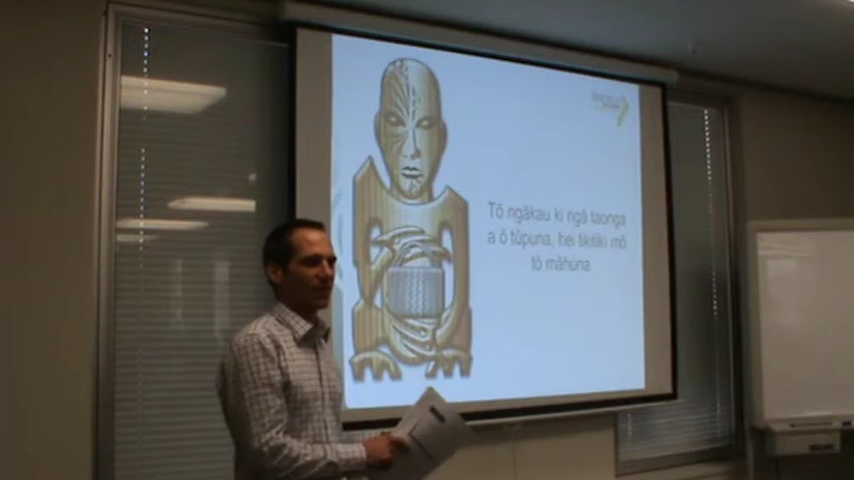 Tō ngākau ki ngā taonga
a ō tūpuna, hei tikitiki mō
tō māhuna